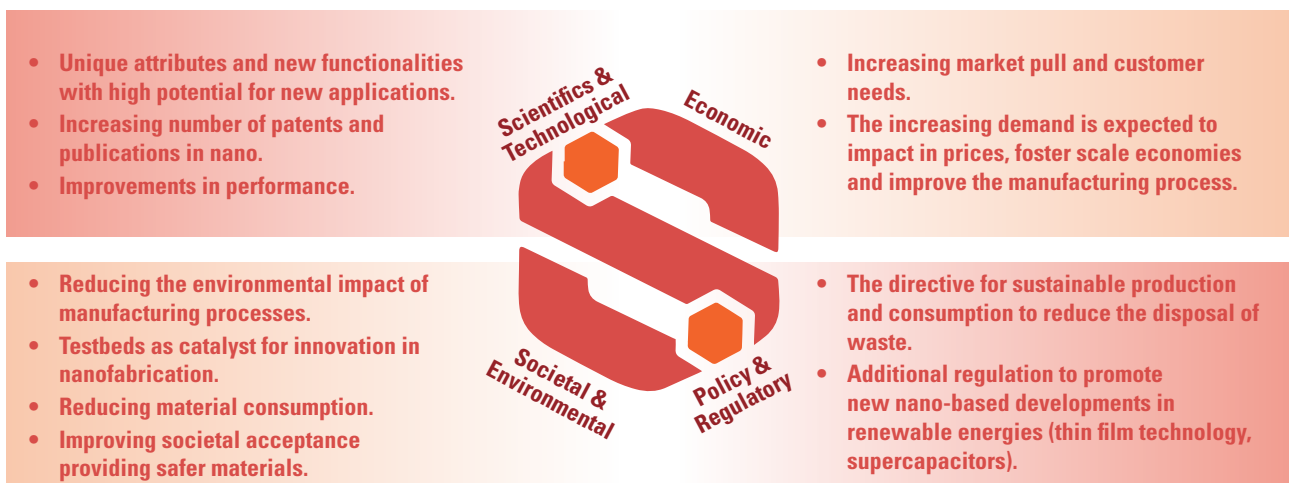 • Unique attributes and new functionalities
with high potential for new applications.
• Increasing number of patents and
publications in nano.
• Improvements in performance.
Scientifics &
Technological
Economic
• Increasing market pull and customer
needs.
• The increasing demand is expected to
impact in prices, foster scale economies
and improve the manufacturing process.
• Reducing the environmental impact of
manufacturing processes.
• Testbeds as catalyst for innovation in
nanofabrication.
• Reducing material consumption.
• Improving societal acceptance
providing safer materials.
Societal &
Environmental
Policy &
Regulatory
• The directive for sustainable production
and consumption to reduce the disposal of
waste.
• Additional regulation to promote
new nano-based developments in
renewable energies (thin film technology,
supercapacitors).